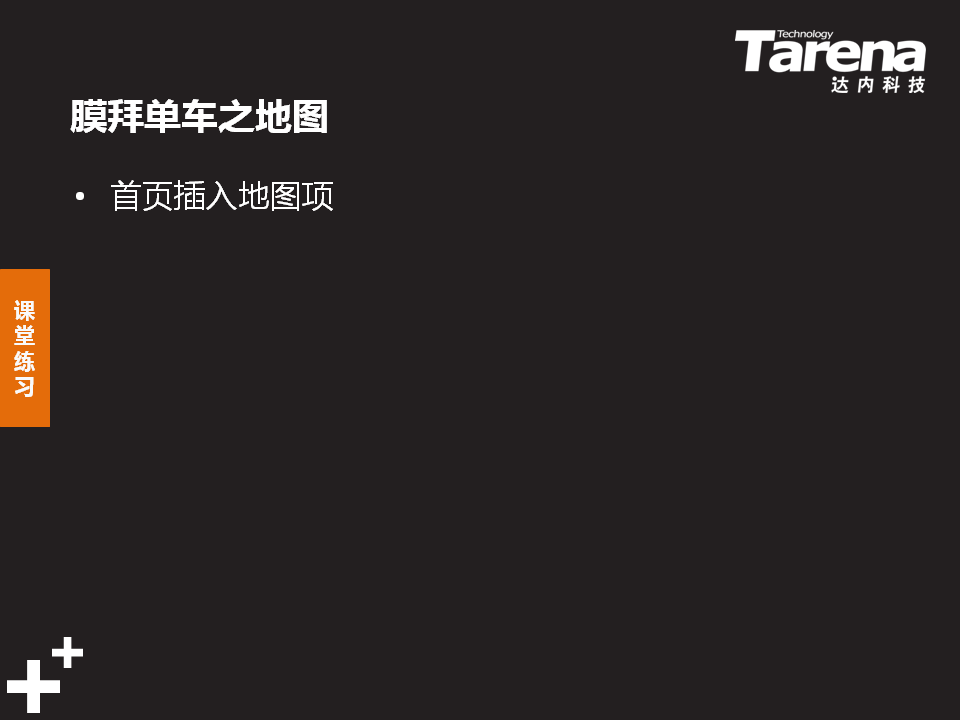 Technology
Tarena
达内科技
膜拜单车之地图
• 首页插入地图项
课
堂
练
习